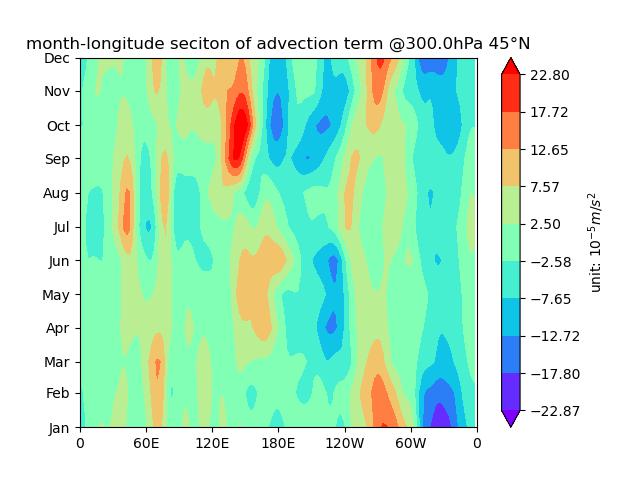 month-longitude seciton of advection term @300.0hPa 45°N
Dec
Nov
Oct
Sep
Aug
Jul
Jun
May
Apr
Mar
Feb
Jan
0 60E 120E 180E 120W 60W 0
22.80
17.72
12.65
7.57
2.50
−2.58
−7.65
−12.72
−17.80
−22.87
unit: 10⁻⁵m/s²